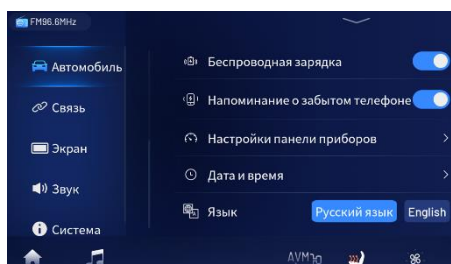 FM96.6MHz
Автомобиль
Связь
Экран
Звук
Система
Беспроводная зарядка
Напоминание о забытом телефоне
Настройки панели приборов
Дата и время
Язык
Русский язык
English
AVM